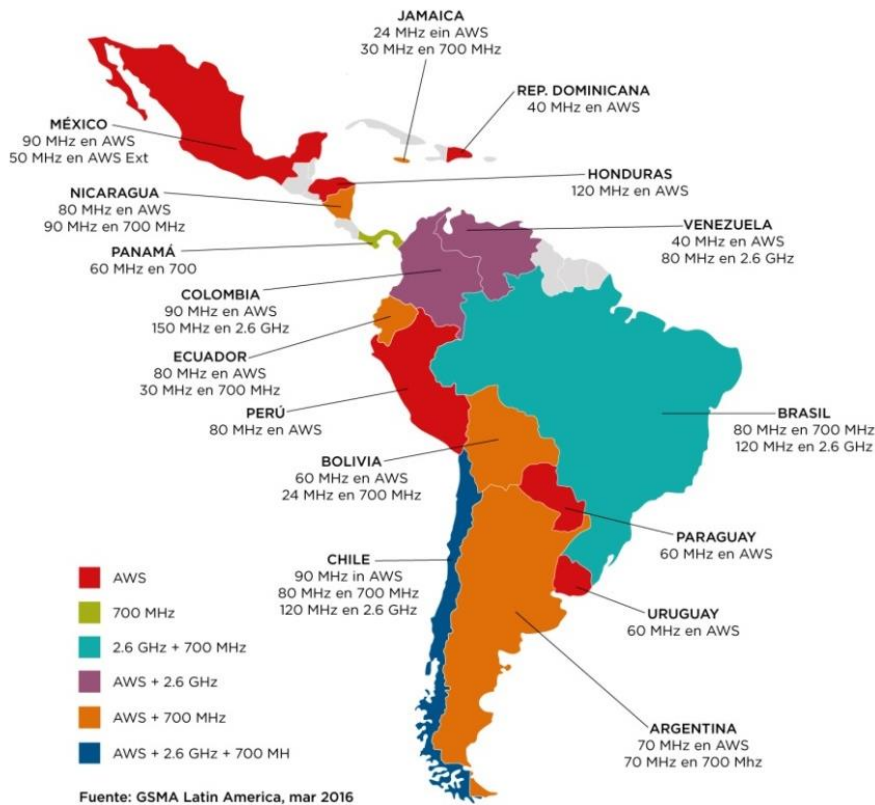 JAMAICA
24 MHz ein AWS
30 MHz en 700 Mhz
REP. DOMINICANA
40 MHz en AWS
MÉXICO
90 MHz en AWS
50 MHz en AWS Ext
HONDURAS
120 MHz en AWS
NICARAGUA
80 MHz en AWS
90 MHz en 700 MHz
VENEZUELA
40 MHz en AWS
80 MHz en 2.6 GHz
PANAMÁ
60 MHz en 700
COLOMBIA
90 MHz en AWS
150 MHz en 2.6 GHz
ECUADOR
80 MHz en AWS
30 MHz en 700 MHz
PERÚ
80 MHz en AWS
BRASIL
80 MHz en 700 MHz
120 MHz en 2.6 GHz
BOLIVIA
60 MHz en AWS
24 MHz en 700 MHz
PARAGUAY
60 MHz en AWS
CHILE
90 MHz in AWS
80 MHz en 700 MHz
120 MHz en 2.6 GHz
URUGUAY
60 MHz en AWS
ARGENTINA
70 MHz en AWS
70 MHz en 700 Mhz
AWS
700 MHz
2.6 GHz + 700 MHz
AWS + 2.6 GHz
AWS + 700 MHz
AWS + 2.6 GHz + 700 MH
Fuente: GSMA Latin America, mar 2016